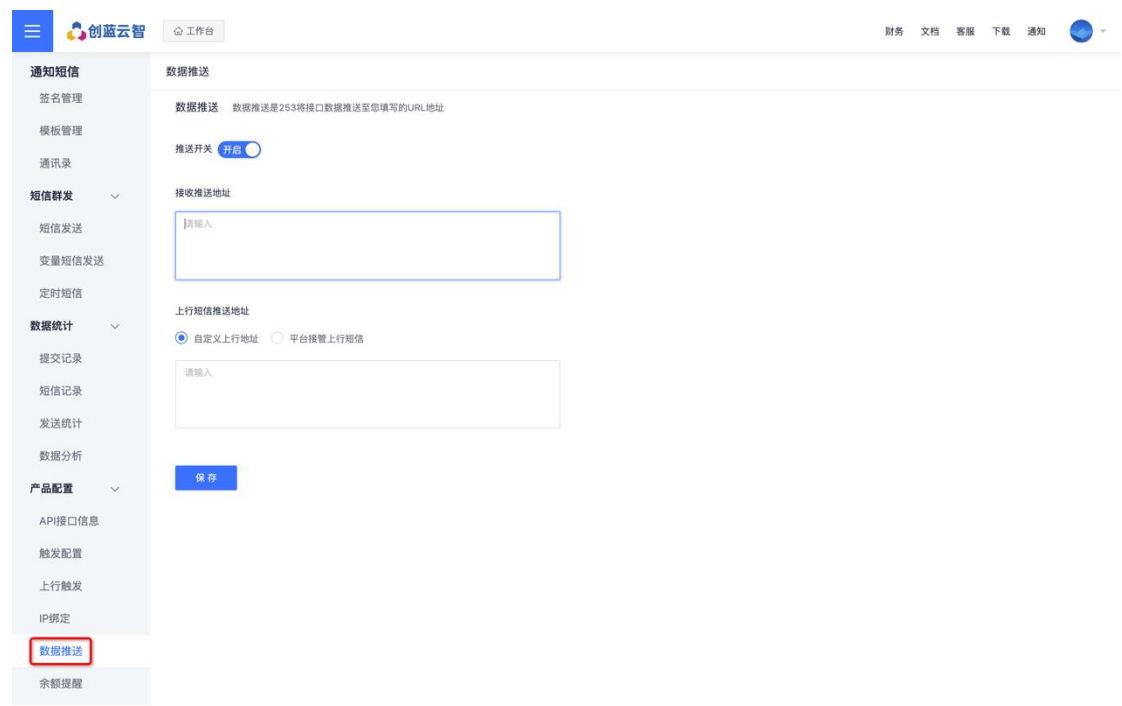 创蓝云智
工作台
财务 文档 客服 下载 通知
通知短信
签名管理
模板管理
通讯录
短信群发
短信发送
变量短信发送
定时短信
数据统计
提交记录
短信记录
发送统计
数据分析
产品配置
API接口信息
触发配置
上行触发
IP绑定
数据推送
余额提醒
数据推送
数据推送 数据推送是253将接口数据推送至您填写的URL地址
推送开关 开启
接收推送地址
请输入
上行短信推送地址
自定义上行地址 平台接管上行短信
请输入
保存